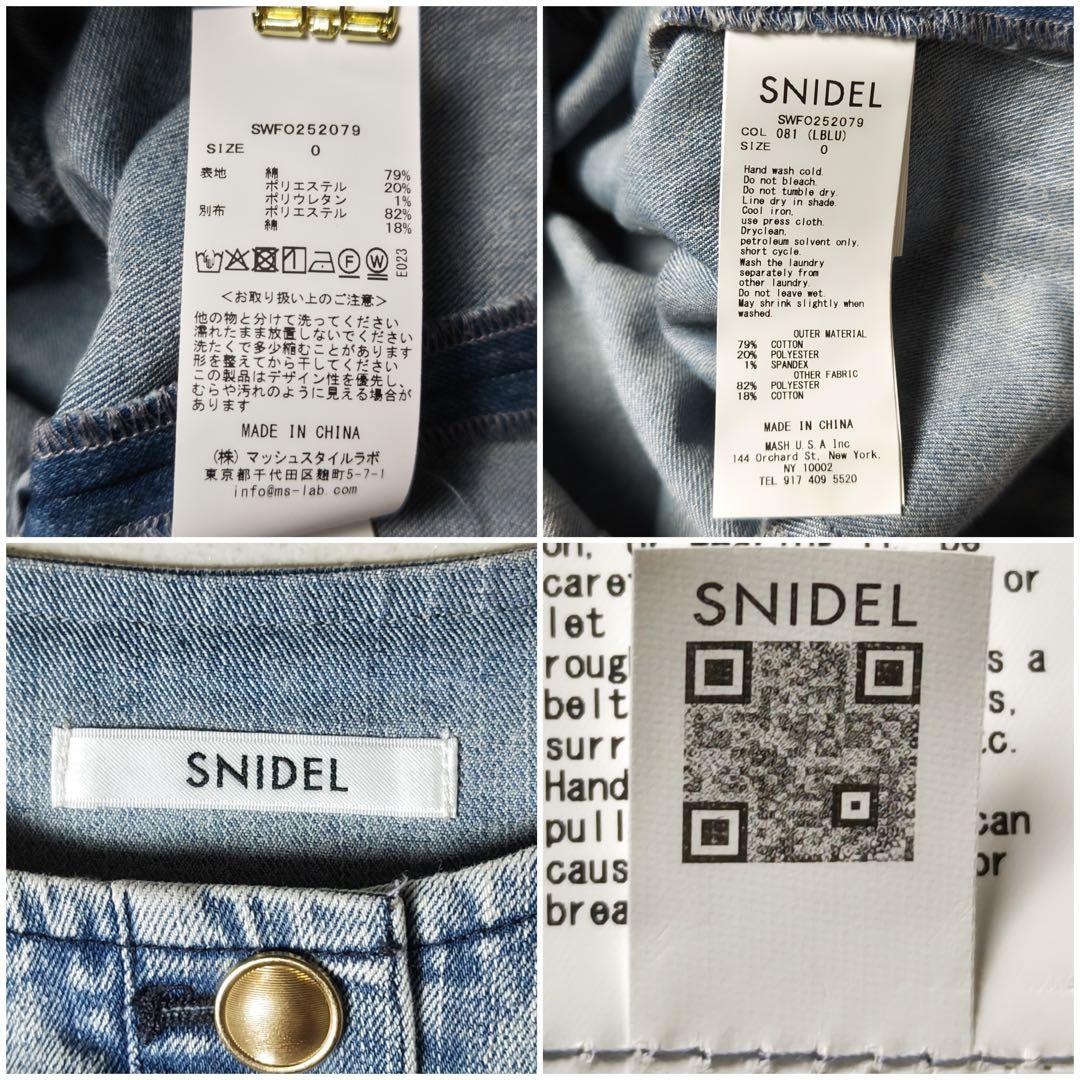 SWFO252079
SIZE 0
表地 綿 79%
ポリエステル 20%
ポリウレタン 1%
別布 ポリエステル 82%
綿 18%
E023
＜お取り扱い上のご注意＞
他の物と分けて洗ってください
濡れたまま放置しないでください
洗たくで多少縮むことがあります
形を整えてから干してください
この製品はデザイン性を優先し、
むらや汚れのように見える場合が
あります
MADE IN CHINA
(株) マッシュスタイルラボ
東京都千代田区麹町5-7-1
info@ms-lab.com
SNIDEL
SWFO252079
COL 081 (LBLU)
SIZE 0
Hand wash cold.
Do not bleach.
Do not tumble dry.
Line dry in shade.
Cool iron,
use press cloth.
Dryclean,
petroleum solvent only,
short cycle.
Wash the laundry
separately from
other laundry.
Do not leave wet.
May shrink slightly when
washed.
OUTER MATERIAL
79% COTTON
20% POLYESTER
1% SPANDEX
OTHER FABRIC
82% POLYESTER
18% COTTON
MADE IN CHINA
MASH U.S.A Inc
144 Orchard St, New York,
NY 10002
TEL 917 409 5520
SNIDEL
SNIDEL
care or
let
roug s a
belt s,
surr .c.
Hand
pull can
caus or
brea